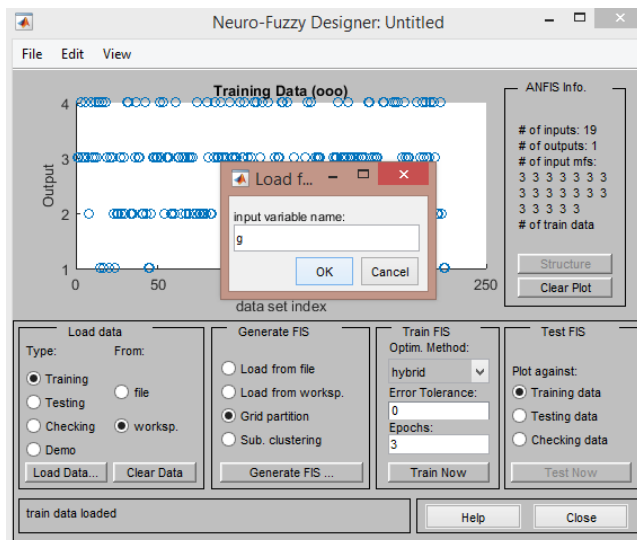 Neuro-Fuzzy Designer: Untitled
File Edit View
Training Data (ooo)
4
3
2
1
Output
0 50 250
data set index
Load f...
input variable name:
g
OK Cancel
ANFIS Info.
# of inputs: 19
# of outputs: 1
# of input mfs:
3 3 3 3 3 3 3
3 3 3 3 3 3 3
3 3 3 3 3
# of train data
Structure
Clear Plot
Load data
Type: From:
Training
Testing
Checking
Demo
file
worksp.
Load Data... Clear Data
Generate FIS
Load from file
Load from worksp.
Grid partition
Sub. clustering
Generate FIS ...
Train FIS
Optim. Method:
hybrid
Error Tolerance:
0
Epochs:
3
Train Now
Test FIS
Plot against:
Training data
Testing data
Checking data
Test Now
train data loaded
Help Close